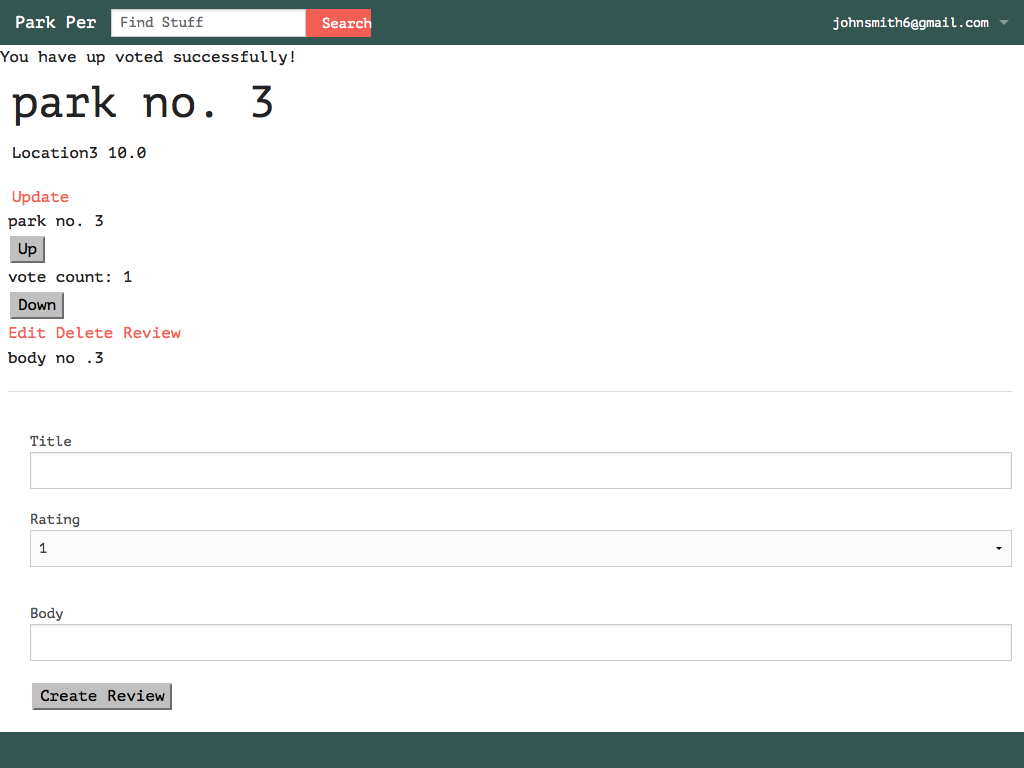 Park Per Find Stuff Search johnsmith6@gmail.com
You have up voted successfully!
park no. 3
Location3 10.0
Update
park no. 3
Up
vote count: 1
Down
Edit Delete Review
body no .3
Title
Rating
1
Body
Create Review